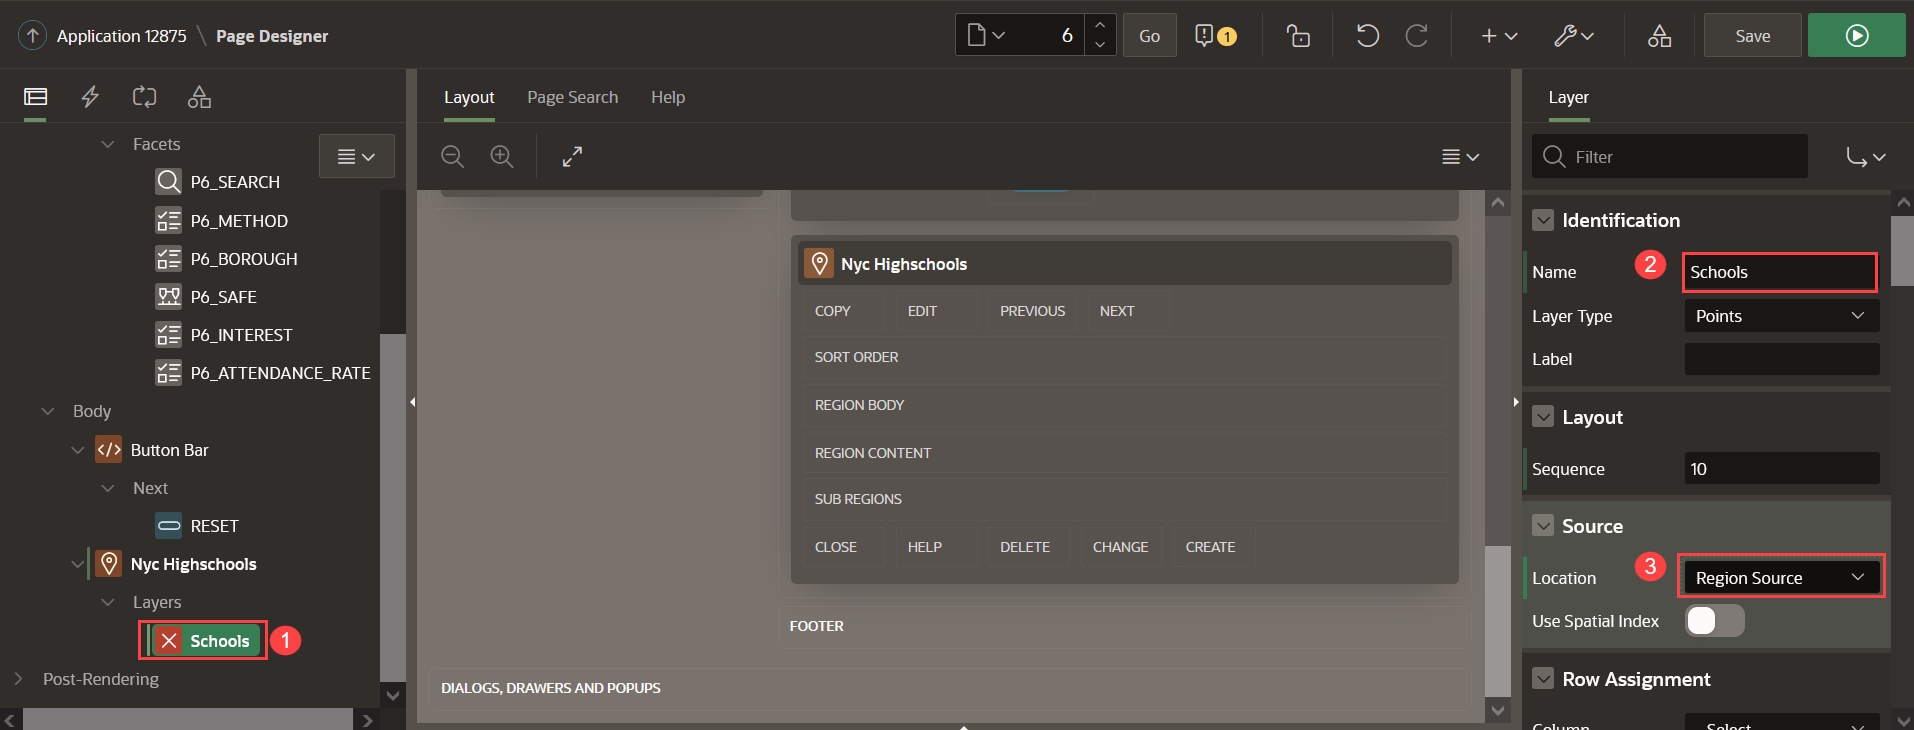 Application 12875 \ Page Designer
6
Go
1
Save
Facets
P6_SEARCH
P6_METHOD
P6_BOROUGH
P6_SAFE
P6_INTEREST
P6_ATTENDANCE_RATE
Body
Button Bar
Next
RESET
Nyc Highschools
Layers
Schools
1
Post-Rendering
Layout Page Search Help
Nyc Highschools
COPY EDIT PREVIOUS NEXT
SORT ORDER
REGION BODY
REGION CONTENT
SUB REGIONS
CLOSE HELP DELETE CHANGE CREATE
FOOTER
DIALOGS, DRAWERS AND POPUPS
Layer
Filter
Identification
Name 2 Schools
Layer Type Points
Label
Layout
Sequence 10
Source
Location 3 Region Source
Use Spatial Index
Row Assignment
Column - Select